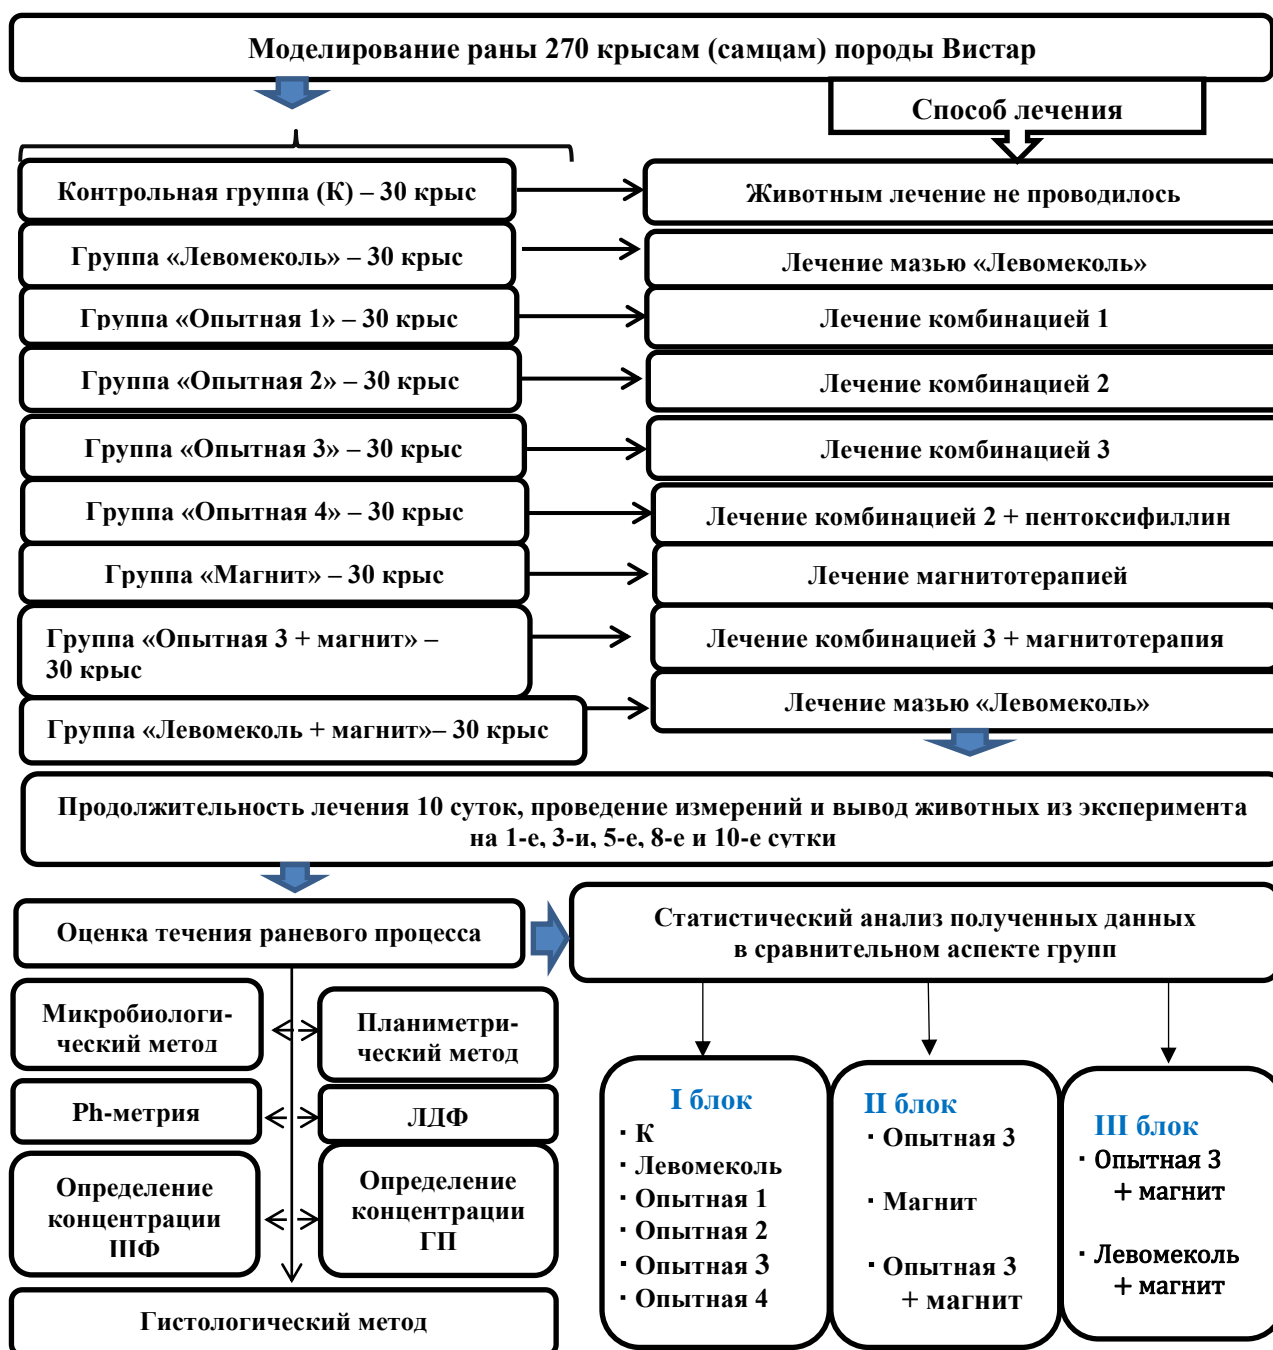 Моделирование раны 270 крысам (самцам) породы Вистар
Способ лечения
Контрольная группа (К) – 30 крыс
Животным лечение не проводилось
Группа «Левомеколь» – 30 крыс
Лечение мазью «Левомеколь»
Группа «Опытная 1» – 30 крыс
Лечение комбинацией 1
Группа «Опытная 2» – 30 крыс
Лечение комбинацией 2
Группа «Опытная 3» – 30 крыс
Лечение комбинацией 3
Группа «Опытная 4» – 30 крыс
Лечение комбинацией 2 + пентоксифиллин
Группа «Магнит» – 30 крыс
Лечение магнитотерапией
Группа «Опытная 3 + магнит» –
30 крыс
Лечение комбинацией 3 + магнитотерапия
Группа «Левомеколь + магнит»– 30 крыс
Лечение мазью «Левомеколь»
Продолжительность лечения 10 суток, проведение измерений и вывод животных из эксперимента
на 1-е, 3-и, 5-е, 8-е и 10-е сутки
Оценка течения раневого процесса
Статистический анализ полученных данных
в сравнительном аспекте групп
Микробиологи-
ческий метод
Планиметри-
ческий метод
Ph-метрия
ЛДФ
Определение
концентрации
ЩФ
Определение
концентрации
ГП
Гистологический метод
I блок
· К
· Левомеколь
· Опытная 1
· Опытная 2
· Опытная 3
· Опытная 4
II блок
· Опытная 3
· Магнит
· Опытная 3
+ магнит
III блок
· Опытная 3
+ магнит
· Левомеколь
+ магнит